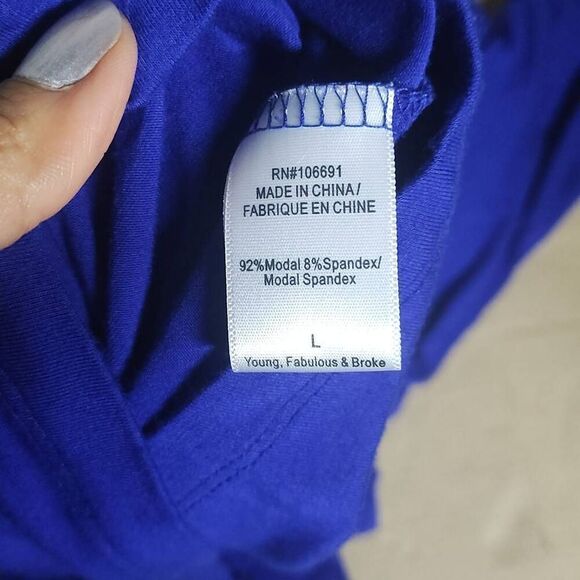 RN#106691
MADE IN CHINA/
FABRIQUE EN CHINE
92%Modal 8%Spandex/
Modal Spandex
L
Young, Fabulous & Broke